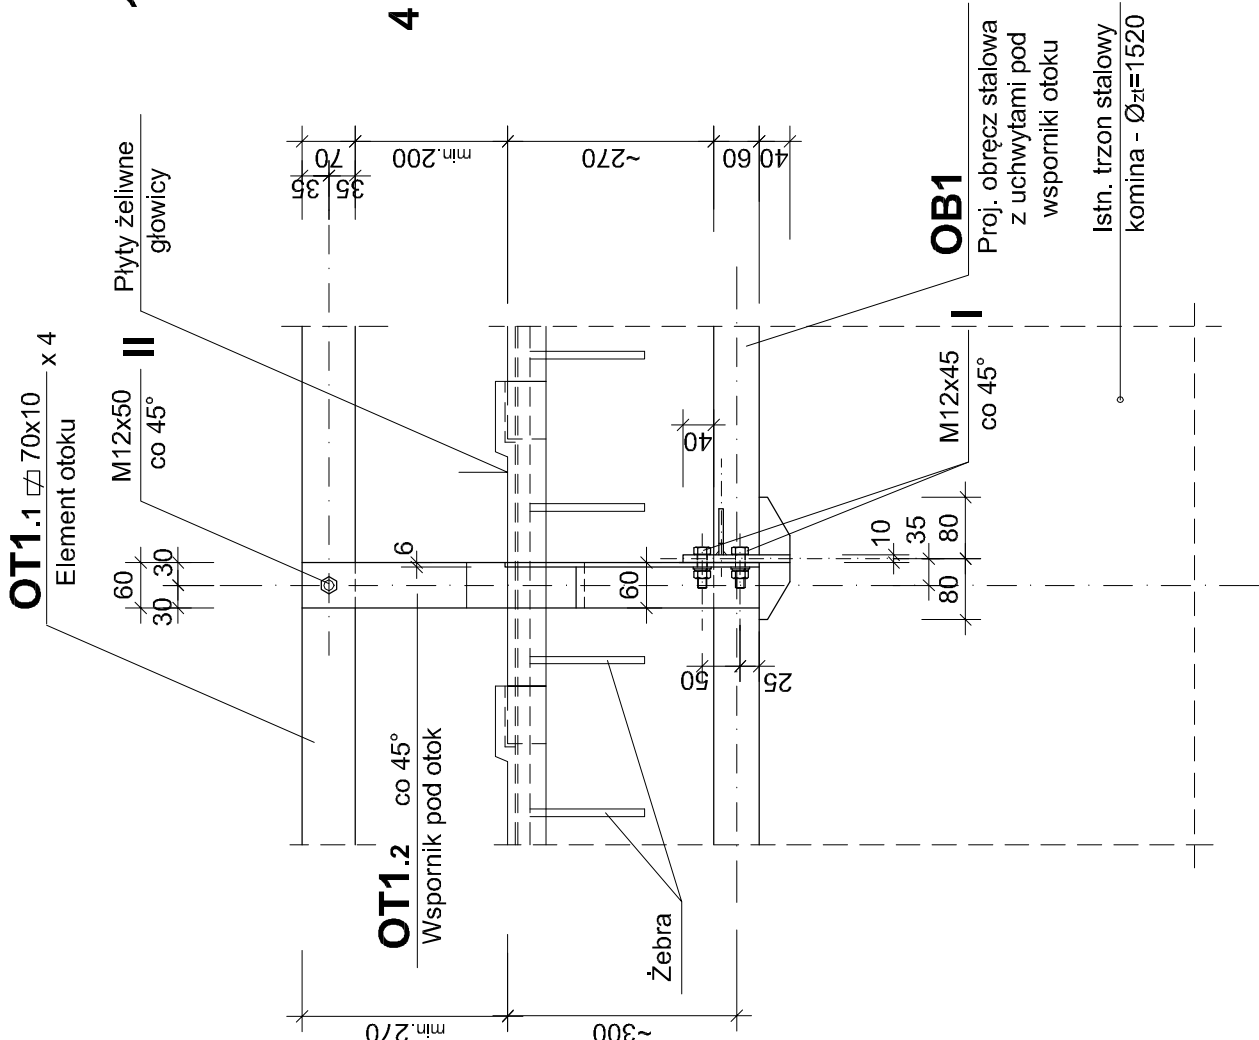 4
OT1.1 ▱ 70x10 x 4
Element otoku
M12x50 II
co 45°
Płyty żeliwne
głowicy
60
30 30
35
35
70
min.200
~270
60
40
OB1
Proj. obręcz stalowa
z uchwytami pod
wsporniki otoku
Istn. trzon stalowy
komina - Øzt=1520
M12x45 I
co 45°
40
6
60
10
35
80 80
50
25
OT1.2 co 45°
Wspornik pod otok
Żebra
min.270
~300